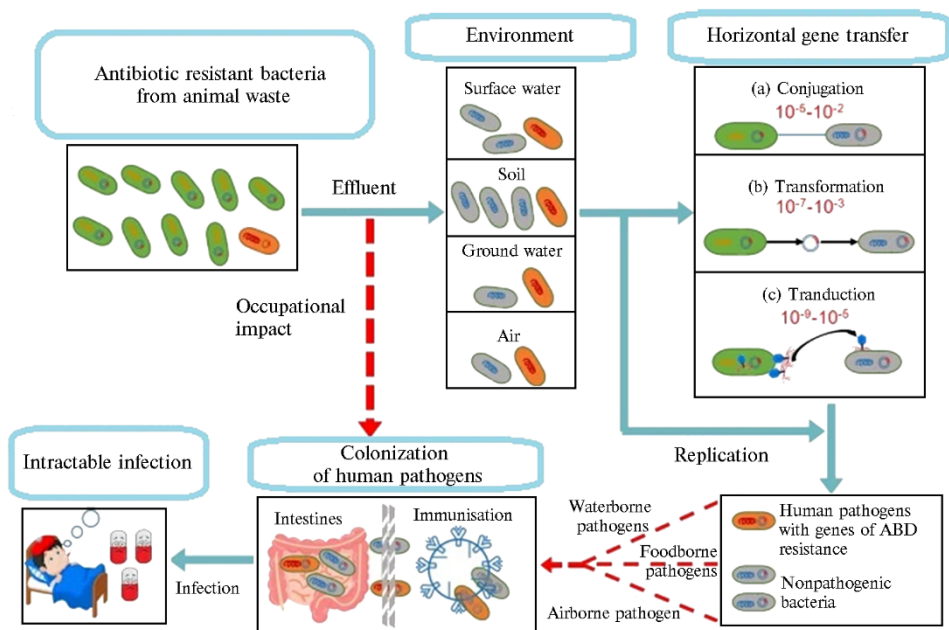 Antibiotic resistant bacteria
from animal waste
Effluent
Occupational
impact
Environment
Surface water
Soil
Ground water
Air
Horizontal gene transfer
(a) Conjugation
10⁻⁵-10⁻²
(b) Transformation
10⁻⁷-10⁻³
(c) Tranduction
10⁻⁹-10⁻⁵
Replication
Human pathogens
with genes of ABD
resistance
Nonpathogenic
bacteria
Waterborne
pathogens
Foodborne
pathogens
Airborne pathogen
Colonization
of human pathogens
Intestines
Immunisation
Infection
Intractable infection